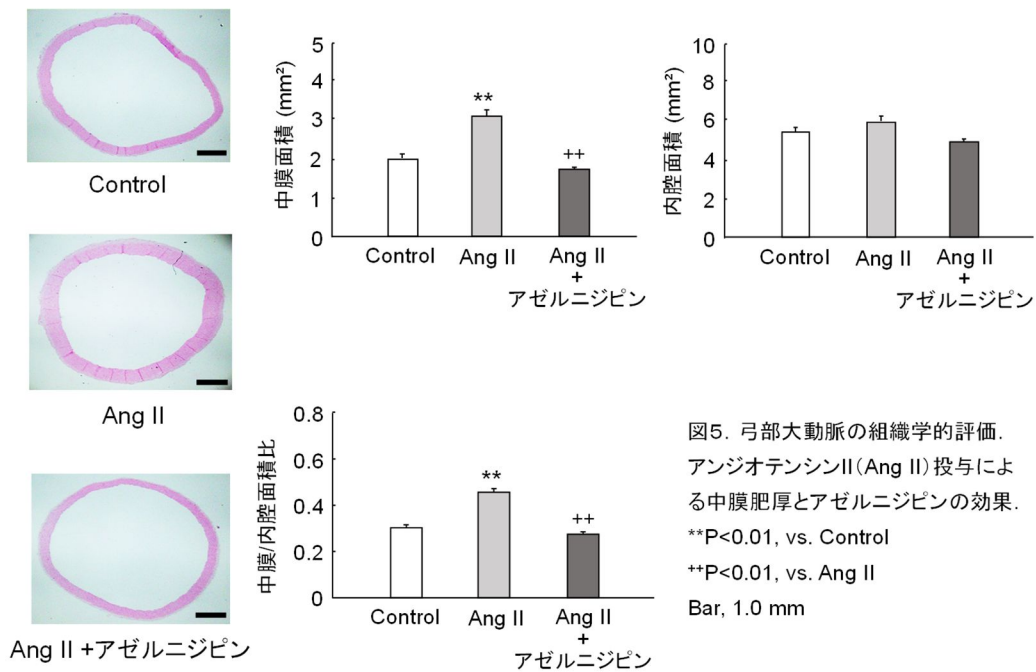 Control
Ang II
Ang II +アゼルニジピン
中膜面積 (mm²)
5
4
3
2
1
0
**
++
Control
Ang II
Ang II
+
アゼルニジピン
内腔面積 (mm²)
10
8
6
4
2
0
Control
Ang II
Ang II
+
アゼルニジピン
中膜/内腔面積比
0.8
0.6
0.4
0.2
0
**
++
Control
Ang II
Ang II
+
アゼルニジピン
図5. 弓部大動脈の組織学的評価.
アンジオテンシンII(Ang II)投与によ
る中膜肥厚とアゼルニジピンの効果.
**P<0.01, vs. Control
++P<0.01, vs. Ang II
Bar, 1.0 mm